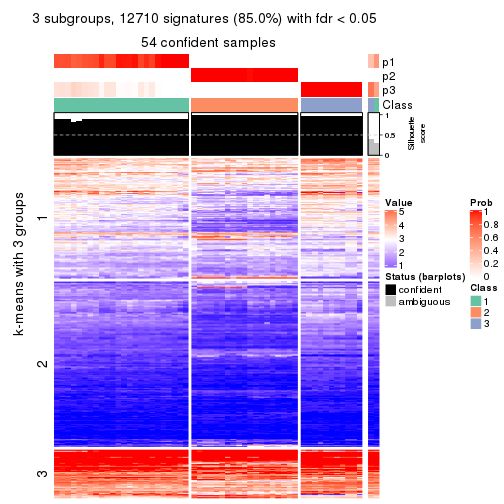 3 subgroups, 12710 signatures (85.0%) with fdr < 0.05
54 confident samples
p1
p2
p3
Class
1
0.5
0
Silhouette
score
k-means with 3 groups
1
2
3
Value
5
4
3
2
1
Status (barplots)
confident
ambiguous
Prob
1
0.8
0.6
0.4
0.2
0
Class
1
2
3